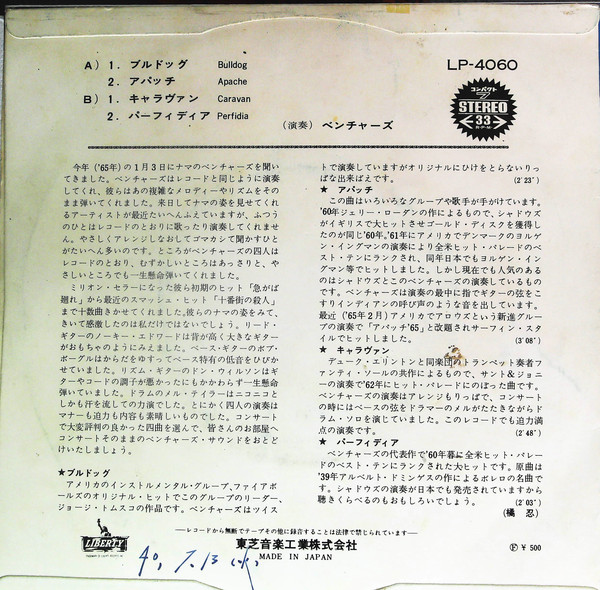 A) 1. ブルドッグ Bulldog
2. アパッチ Apache
B) 1. キャラヴァン Caravan
2. パーフィディア Perfidia
(演奏) ベンチャーズ
LP-4060
コンパクト
7
STEREO
33
R·P·M
今年('65年)の1月3日にナマのベンチャーズを聞い
てきました。ベンチャーズはレコードと同じように演奏
してくれ、彼らはあの複雑なメロディーやリズムをその
まま弾いてくれました。来日してナマの姿を見せてくれ
るアーティストが最近たいへんふえていますが、ふつう
のひとはレコードのとおりに歌ったり演奏してくれませ
ん。やさしくアレンジしなおしてゴマカシて聞かすひと
がたいへん多いのです。ところがベンチャーズの四人は
レコードのとおり、むずかしいところはあっさりと、や
さしいところでも一生懸命弾いてくれました。
ミリオン・セラーになった彼ら初期のヒット「急がば
廻れ」から最近のスマッシュ・ヒット「十番街の殺人」
まで十数曲きかせてくれました。彼らのナマの姿をみて、
きいて感激したのは私だけではないでしょう。リード・
ギターのノーキー・エドワードは背が高く大きなギター
がおもちゃのようにみえました。ベース・ギターのボブ・
ボーグルはからだをゆすってベース特有の低音をひびか
せていました。リズム・ギターのドン・ウィルソンはギ
ターやコードの調子が悪かったにもかかわらず一生懸命
弾いていました。ドラムのメル・テイラーはニコニコと
しかも汗を流しての力演でした。とにかく四人の演奏は
マナーも迫力も内容も素晴しいものでした。コンサート
で大変評判の良かった四曲を選んで、皆さんのお部屋へ
コンサートそのままのベンチャーズ・サウンドをおとど
けいたしましょう。
★ブルドッグ
アメリカのインストルメンタル・グループ、ファイアボ
ールズのオリジナル・ヒットでこのグループのリーダー、
ジョージ・トムスコの作品です。ベンチャーズはツイス
トで演奏していますがオリジナルにひけをとらないりっ
ぱな出来ばえです。 (2′23″)
★ アパッチ
この曲はいろいろなグループや歌手が手がけています。
'60年ジェリー・ローダンの作によるもので、シャドウズ
がイギリスで大ヒットさせゴールド・ディスクを獲得し
たのが同じ'60年。'61年にアメリカでデンマークのヨルゲ
ン・イングマンの演奏により全米ヒット・パレードのベ
スト・テンにランクされ、同年日本でもヨルゲン・イン
グマン等でヒットしました。しかし現在でも人気のある
のはシャドウズとこのベンチャーズの演奏しているもの
です。ベンチャーズは演奏の最中に指でギターの弦をこ
すりインディアンの呼び声のような音を出しています。
最近('65年2月)アメリカでアロウズという新進グルー
プの演奏で「アパッチ'65」と改題されサーフィン・スタ
イルでヒットしました。 (3′08″)
★ キャラヴァン
デューク・エリントンと同楽団のトランペット奏者フ
ァンティ・ソールの共作によるもので、サント&ジョニ
ーの演奏で'62年にヒット・パレードにのぼった曲です。
ベンチャーズの演奏はアレンジもりっぱで、コンサート
の時にはベースの弦をドラマーのメルがたたきながらド
ラム・ソロを演じていました。このレコードでも迫力満
点の演奏です。 (2′48″)
★ パーフィディア
ベンチャーズの代表作で'60年暮に全米ヒット・パレー
ドのベスト・テンにランクされた大ヒットです。原曲は
'39年アルベルト・ドミンゲスの作によるボレロの名曲で
す。シャドウズの演奏が日本でも発売されていますから
聴きくらべるのもおもしろいでしょう。 (2′03″)
(橘 忍)
—レコードから無断でテープその他に録音することは法律で禁じられています—
LIBERTY
東芝音楽工業株式会社
MADE IN JAPAN
Ⓟ ¥ 500
40. 7. 13